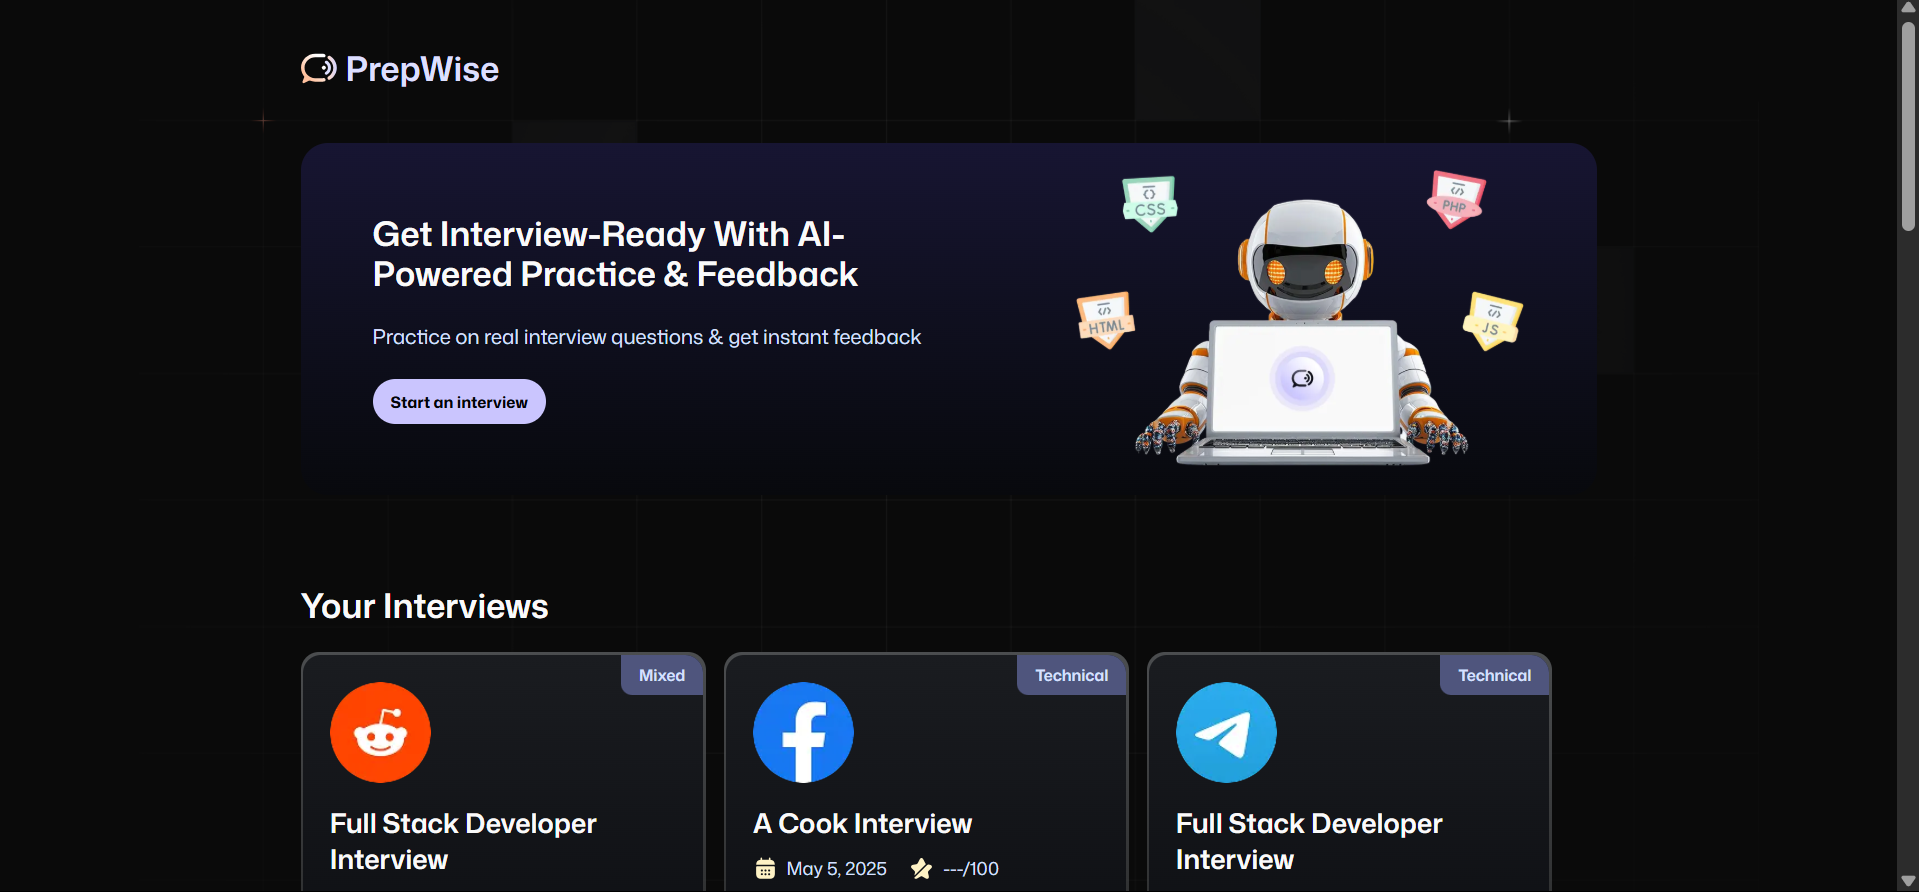 PrepWise
Get Interview-Ready With AI-
Powered Practice & Feedback
Practice on real interview questions & get instant feedback
Start an interview
CSS
PHP
HTML
JS
Your Interviews
Mixed
Full Stack Developer
Interview
Technical
A Cook Interview
May 5, 2025 ---/100
Technical
Full Stack Developer
Interview